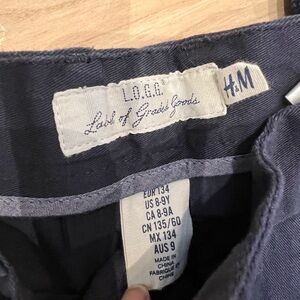 L.O.G.G.
Label of Graded Goods
H&M
EUR 134
US 8-9Y
CA 8-9A
CN 135/60
MX 134
AUS 9
MADE IN
CHINA
FABRIQUE EN
CHINE